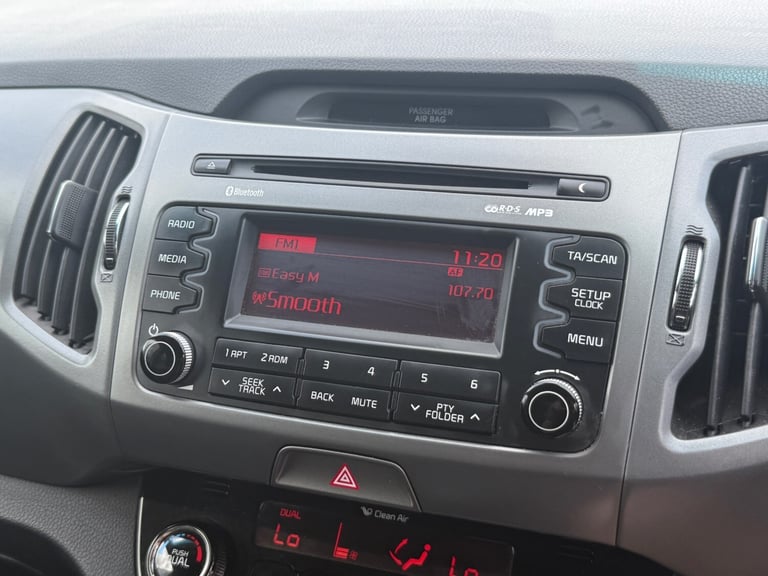 PASSENGER
AIR BAG
Bluetooth
R·D·S MP3
RADIO
MEDIA
PHONE
FM1
11:20
AF
Easy M
107.70
Smooth
TA/SCAN
SETUP
CLOCK
MENU
1 RPT 2 RDM 3 4 5 6
SEEK
TRACK
BACK MUTE
PTY
FOLDER
DUAL
Clean Air
Lo
Lo
PUSH
DUAL